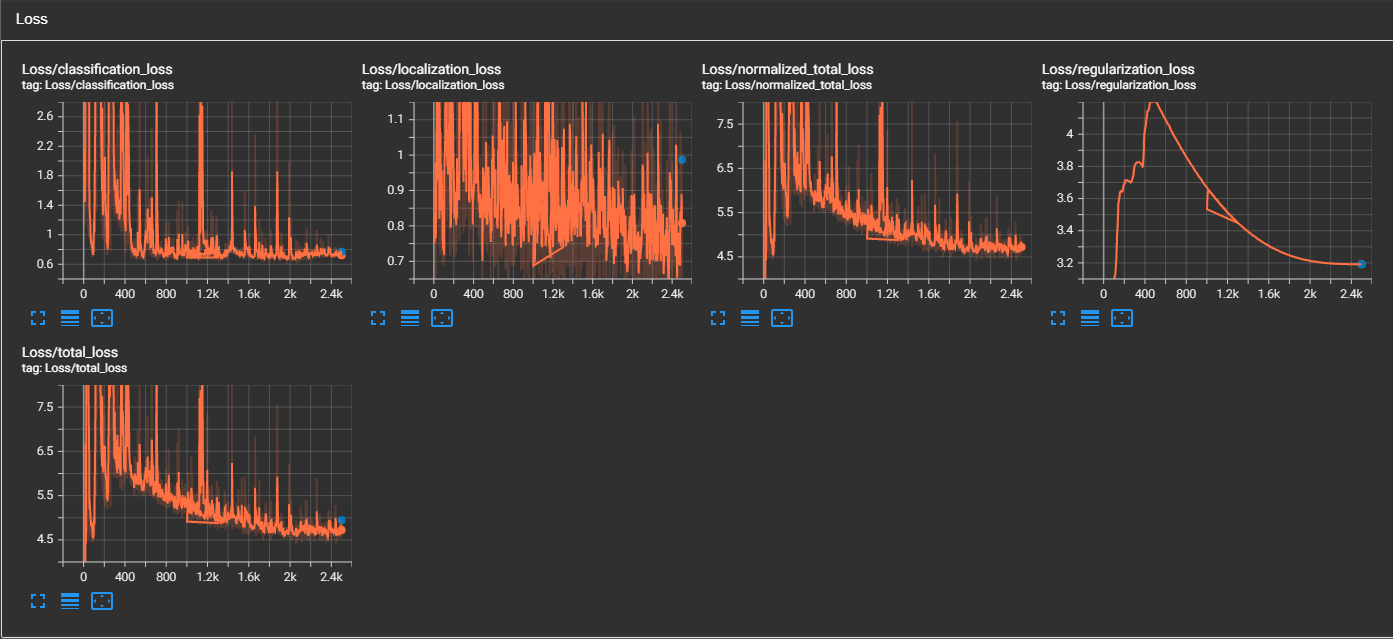 Loss
Loss/classification_loss
tag: Loss/classification_loss
2.6
2.2
1.8
1.4
1
0.6
0 400 800 1.2k 1.6k 2k 2.4k
Loss/localization_loss
tag: Loss/localization_loss
1.1
1
0.9
0.8
0.7
0 400 800 1.2k 1.6k 2k 2.4k
Loss/normalized_total_loss
tag: Loss/normalized_total_loss
7.5
6.5
5.5
4.5
0 400 800 1.2k 1.6k 2k 2.4k
Loss/regularization_loss
tag: Loss/regularization_loss
4
3.8
3.6
3.4
3.2
0 400 800 1.2k 1.6k 2k 2.4k
Loss/total_loss
tag: Loss/total_loss
7.5
6.5
5.5
4.5
0 400 800 1.2k 1.6k 2k 2.4k